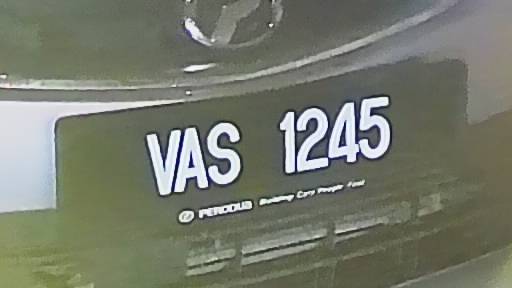 VAS 1245
PERODUA Building Cars People First